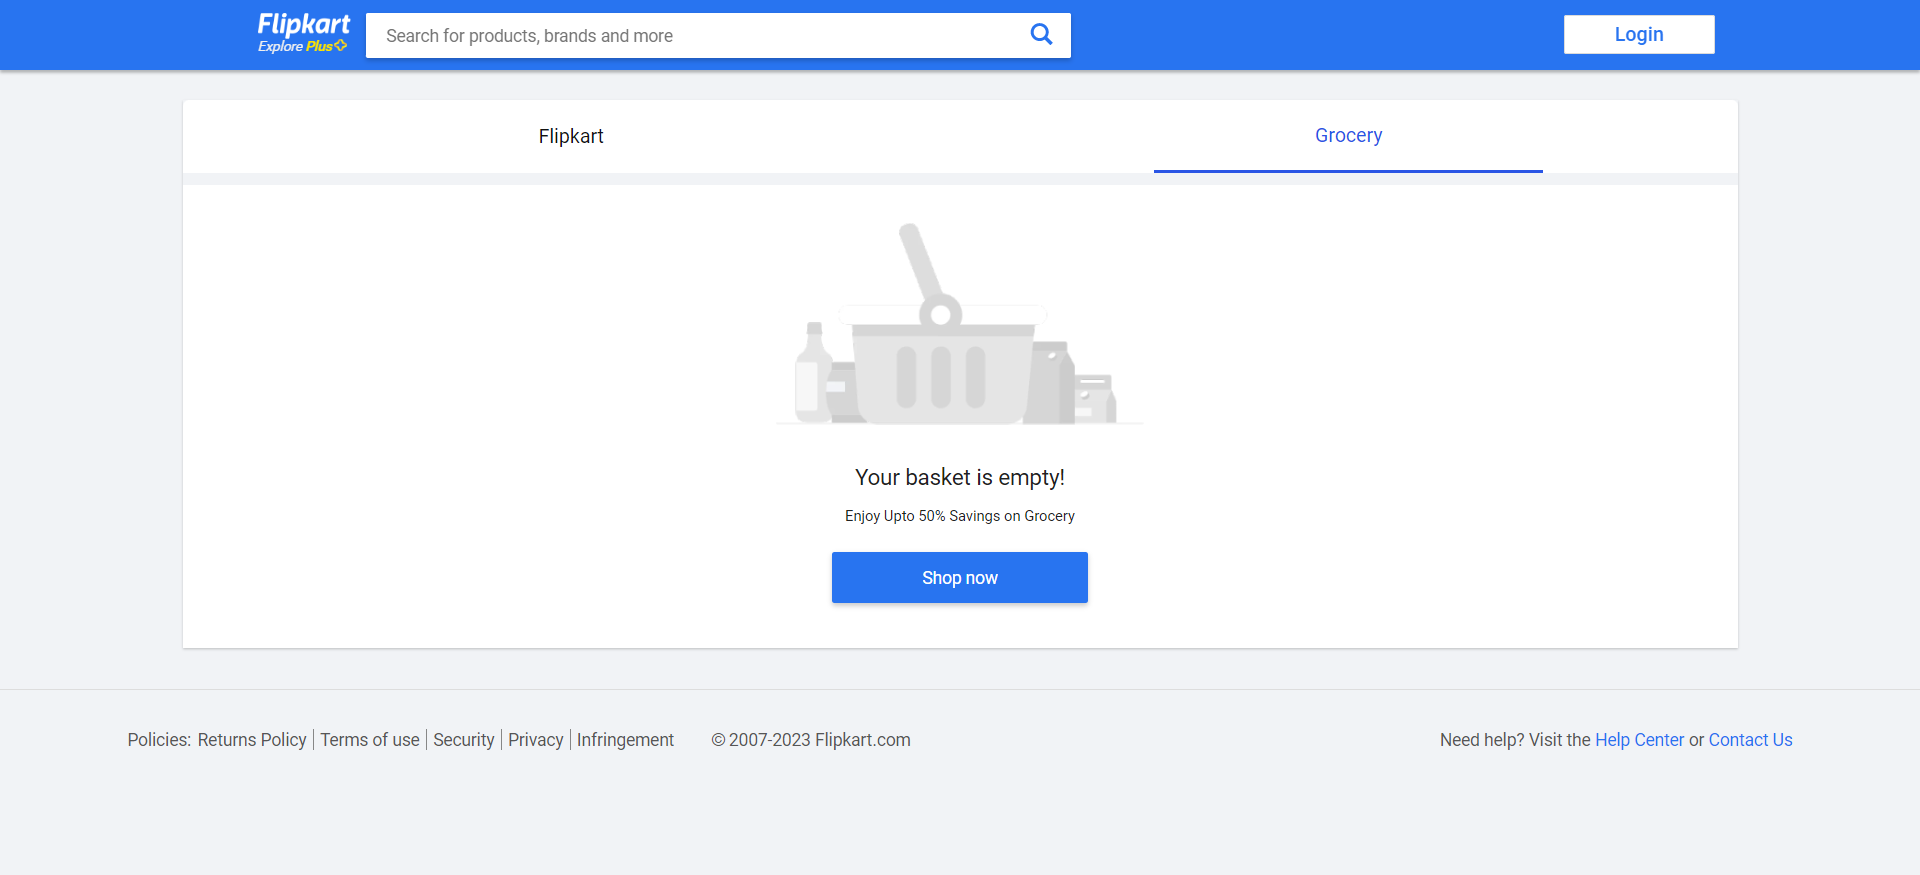 Flipkart
Explore Plus
Search for products, brands and more
Login
Flipkart
Grocery
Your basket is empty!
Enjoy Upto 50% Savings on Grocery
Shop now
Policies: Returns Policy | Terms of use | Security | Privacy | Infringement © 2007-2023 Flipkart.com Need help? Visit the Help Center or Contact Us